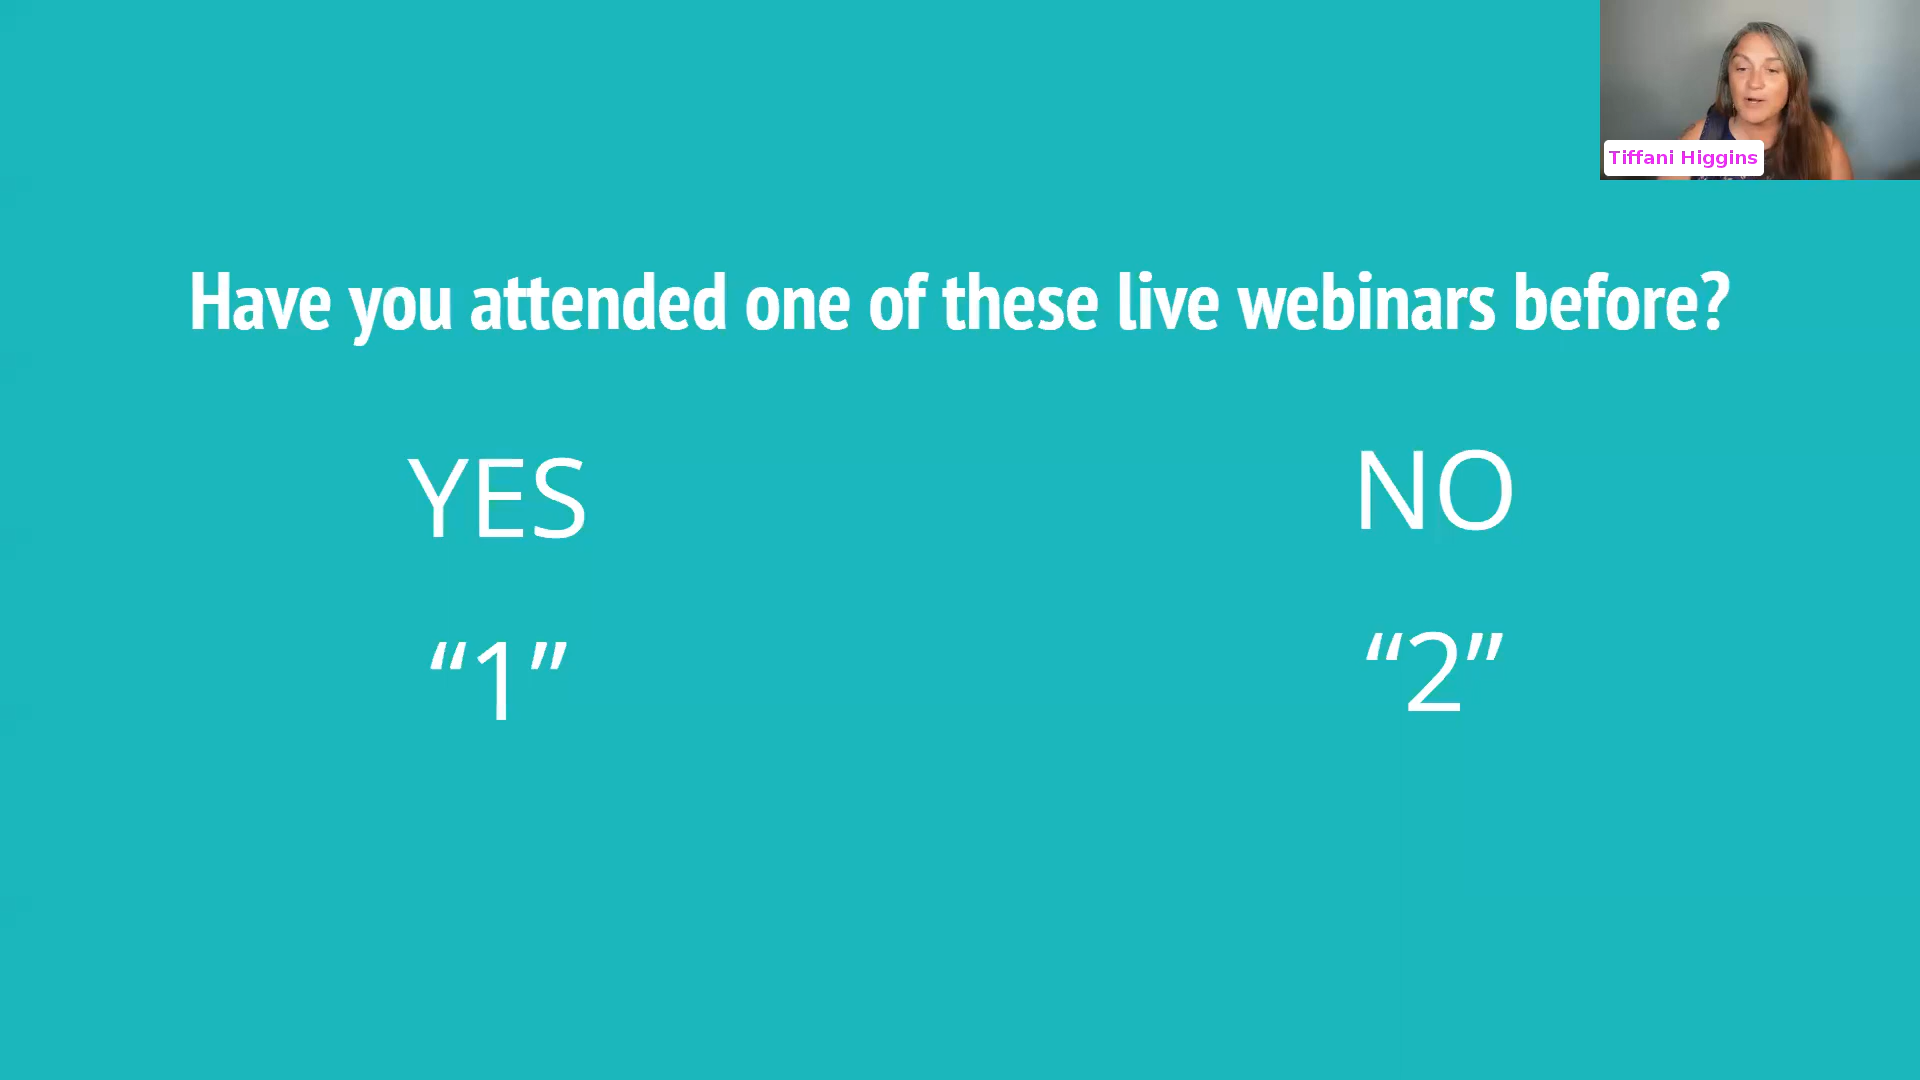 Tiffani Higgins
Have you attended one of these live webinars before?
YES
NO
“1”
“2”